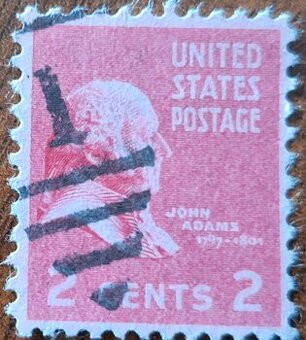 UNITED
STATES
POSTAGE
JOHN
ADAMS
1797-1801
2 CENTS 2